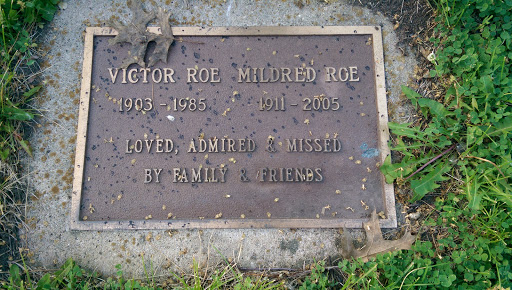 VICTOR ROE MILDRED ROE
1903 - 1985 1911 - 2005
LOVED, ADMIRED & MISSED
BY FAMILY & FRIENDS